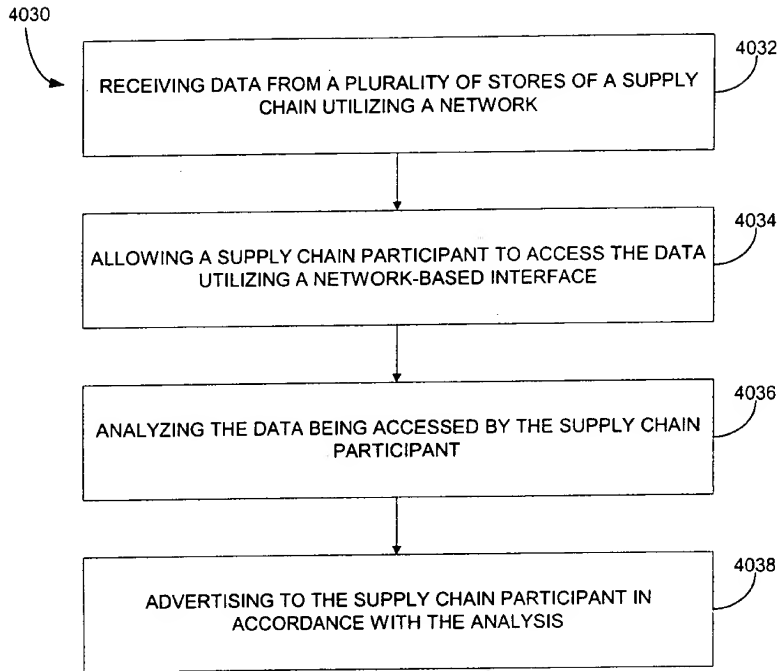 4030
4032
RECEIVING DATA FROM A PLURALITY OF STORES OF A SUPPLY
CHAIN UTILIZING A NETWORK
4034
ALLOWING A SUPPLY CHAIN PARTICIPANT TO ACCESS THE DATA
UTILIZING A NETWORK-BASED INTERFACE
4036
ANALYZING THE DATA BEING ACCESSED BY THE SUPPLY CHAIN
PARTICIPANT
4038
ADVERTISING TO THE SUPPLY CHAIN PARTICIPANT IN
ACCORDANCE WITH THE ANALYSIS